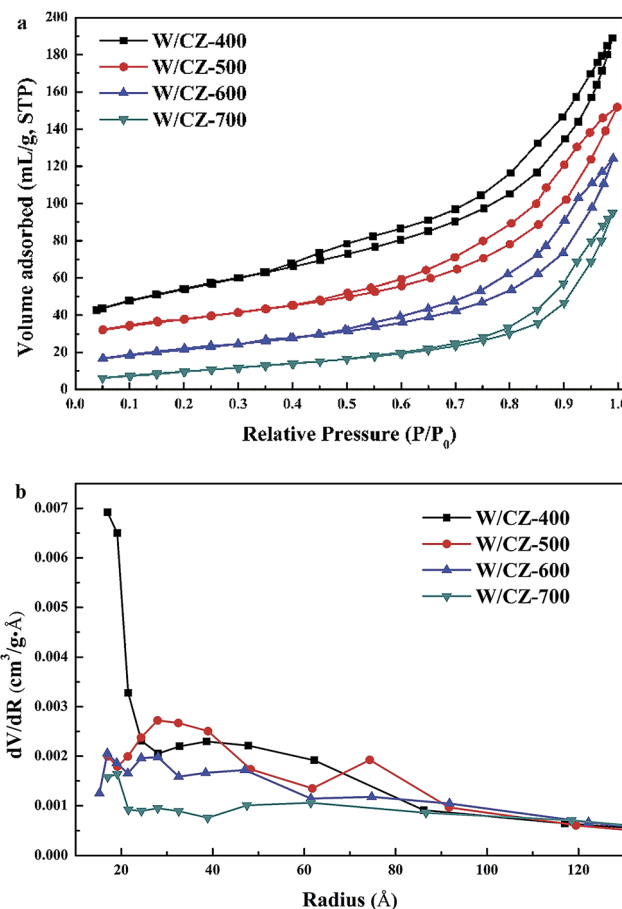 a
200
180
160
140
120
100
80
60
40
20
0
Volume adsorbed (mL/g, STP)
W/CZ-400
W/CZ-500
W/CZ-600
W/CZ-700
0.0 0.1 0.2 0.3 0.4 0.5 0.6 0.7 0.8 0.9 1.0
Relative Pressure (P/P₀)
b
0.007
0.006
0.005
0.004
0.003
0.002
0.001
0.000
dV/dR (cm³/g·Å)
W/CZ-400
W/CZ-500
W/CZ-600
W/CZ-700
20 40 60 80 100 120
Radius (Å)